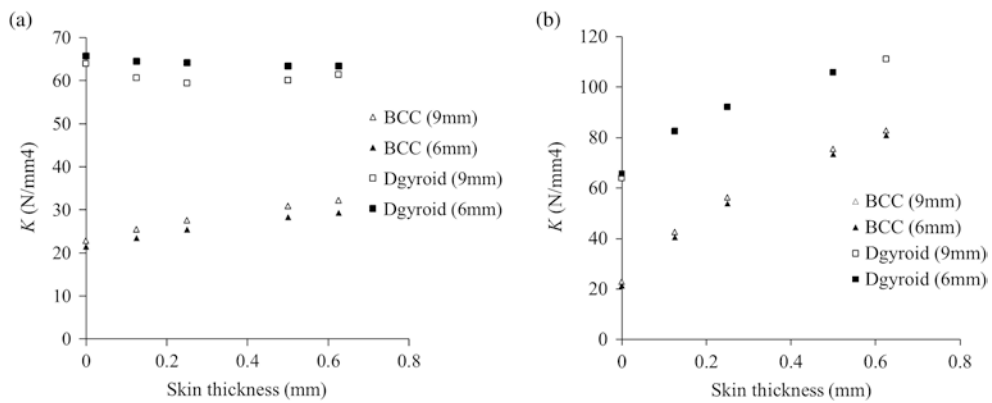 (a)
70
60
50
40
30
20
10
0
K (N/mm4)
0 0.2 0.4 0.6 0.8
Skin thickness (mm)
BCC (9mm)
BCC (6mm)
Dgyroid (9mm)
Dgyroid (6mm)
(b)
120
100
80
60
40
20
0
K (N/mm4)
0 0.2 0.4 0.6 0.8
Skin thickness (mm)
BCC (9mm)
BCC (6mm)
Dgyroid (9mm)
Dgyroid (6mm)